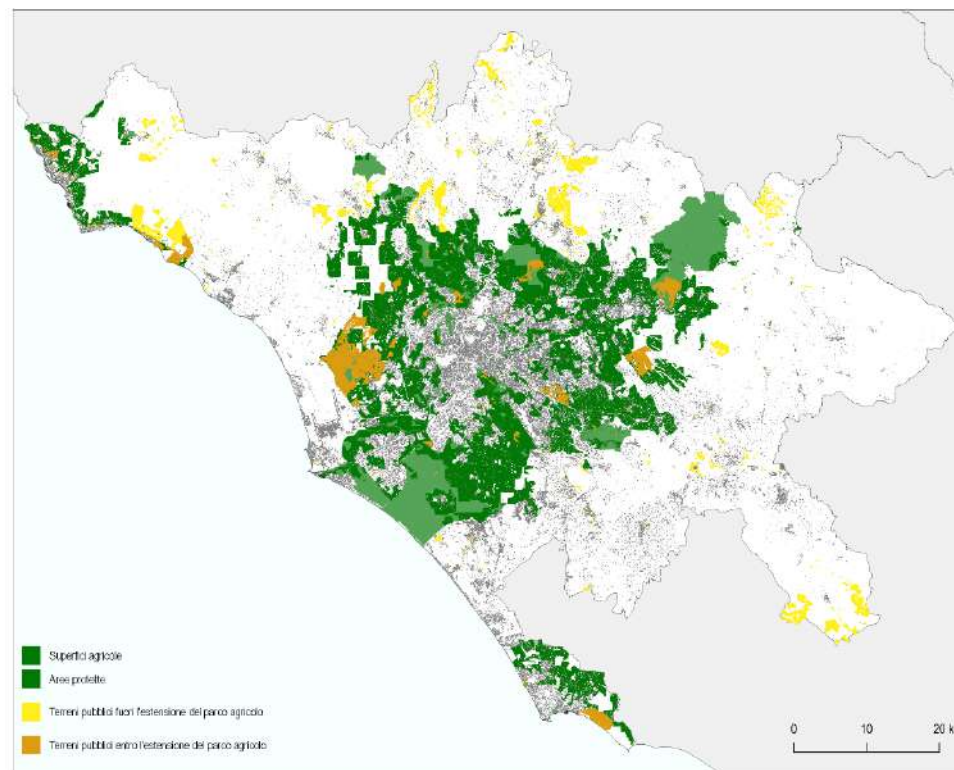 Superfici agricole
Aree protette
Terreni pubblici fuori l'estensione del parco agricolo
Terreni pubblici entro l'estensione del parco agricolo
0 10 20 k